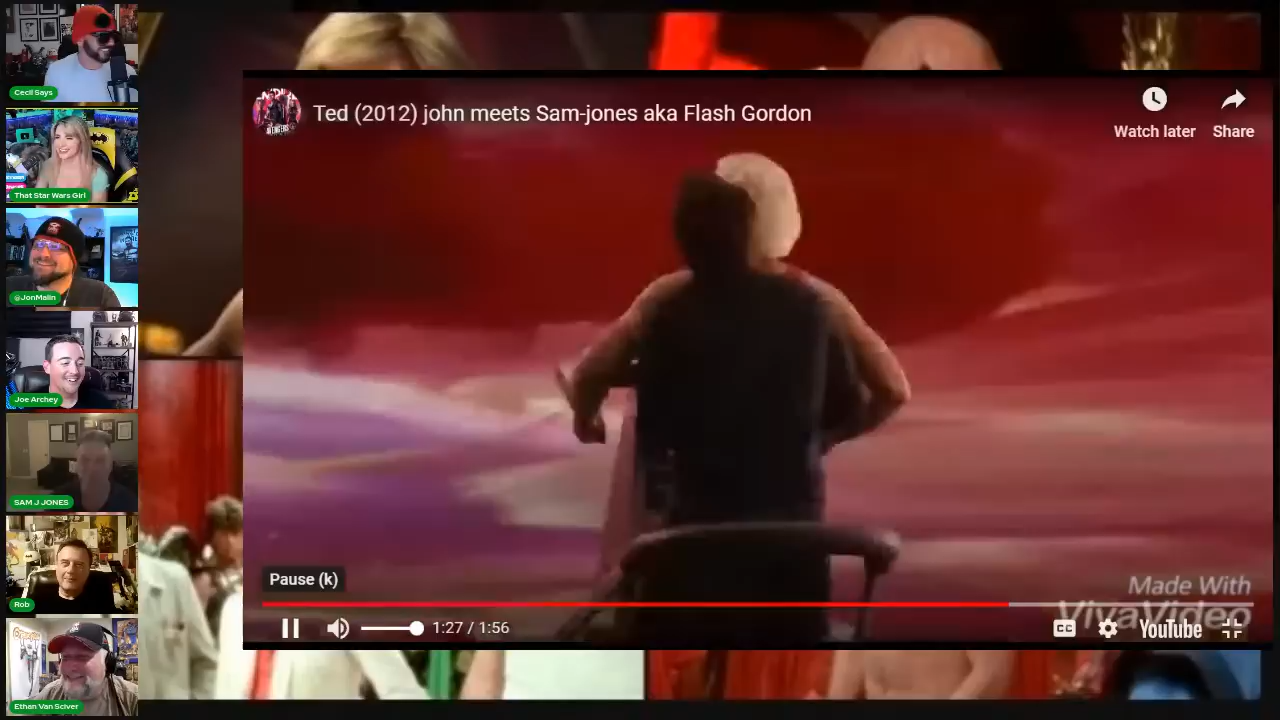 Cecil Says
That Star Wars Girl
@JonMalin
Joe Archey
SAM J JONES
Rob
Ethan Van Sciver
Ted (2012) john meets Sam-jones aka Flash Gordon
Watch later
Share
Pause (k)
1:27 / 1:56
Made With
VivaVideo
CC
YouTube